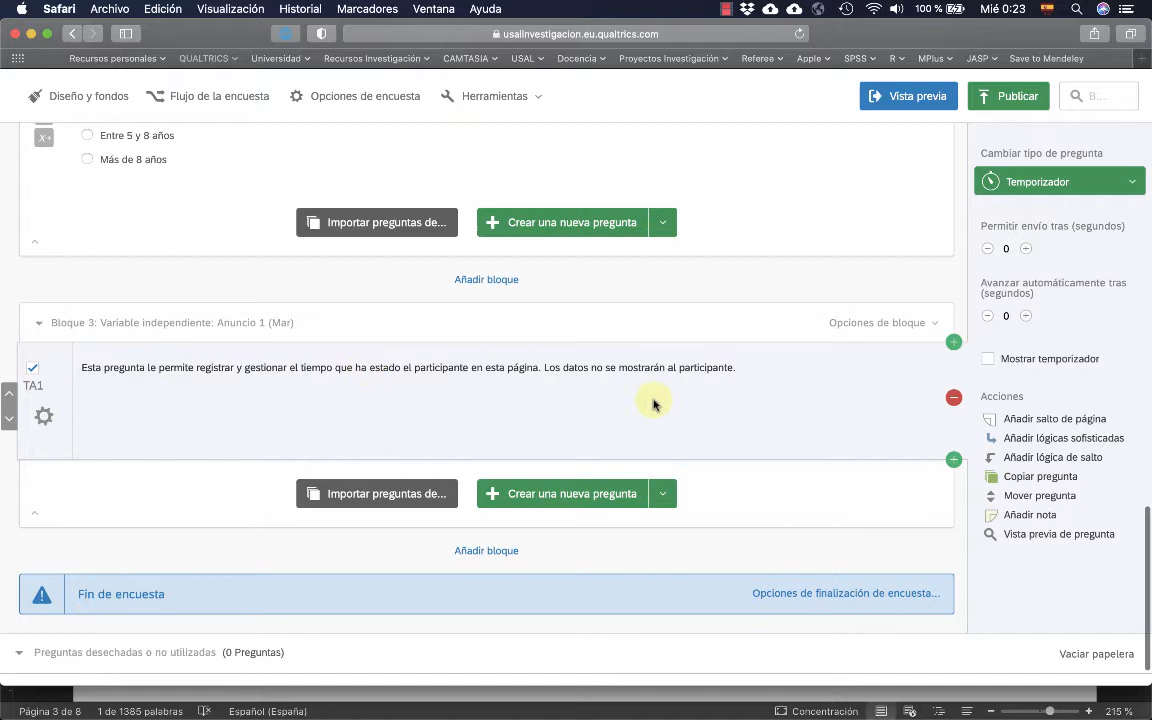 Safari Archivo Edición Visualización Historial Marcadores Ventana Ayuda 100 % Mié 0:23
usalinvestigacion.eu.qualtrics.com
Recursos personales QUALTRICS Universidad Recursos Investigación CAMTASIA USAL Docencia Proyectos Investigación Referee Apple SPSS R MPlus JASP Save to Mendeley
Diseño y fondos Flujo de la encuesta Opciones de encuesta Herramientas Vista previa Publicar B...
Entre 5 y 8 años
Más de 8 años
Importar preguntas de... Crear una nueva pregunta
Añadir bloque
Bloque 3: Variable independiente: Anuncio 1 (Mar) Opciones de bloque
TA1
Esta pregunta le permite registrar y gestionar el tiempo que ha estado el participante en esta página. Los datos no se mostrarán al participante.
Importar preguntas de... Crear una nueva pregunta
Añadir bloque
Fin de encuesta Opciones de finalización de encuesta...
Preguntas desechadas o no utilizadas (0 Preguntas) Vaciar papelera
Cambiar tipo de pregunta
Temporizador
Permitir envío tras (segundos)
0
Avanzar automáticamente tras
(segundos)
0
Mostrar temporizador
Acciones
Añadir salto de página
Añadir lógicas sofisticadas
Añadir lógica de salto
Copiar pregunta
Mover pregunta
Añadir nota
Vista previa de pregunta
Página 3 de 8 1 de 1385 palabras Español (España) Concentración 215 %